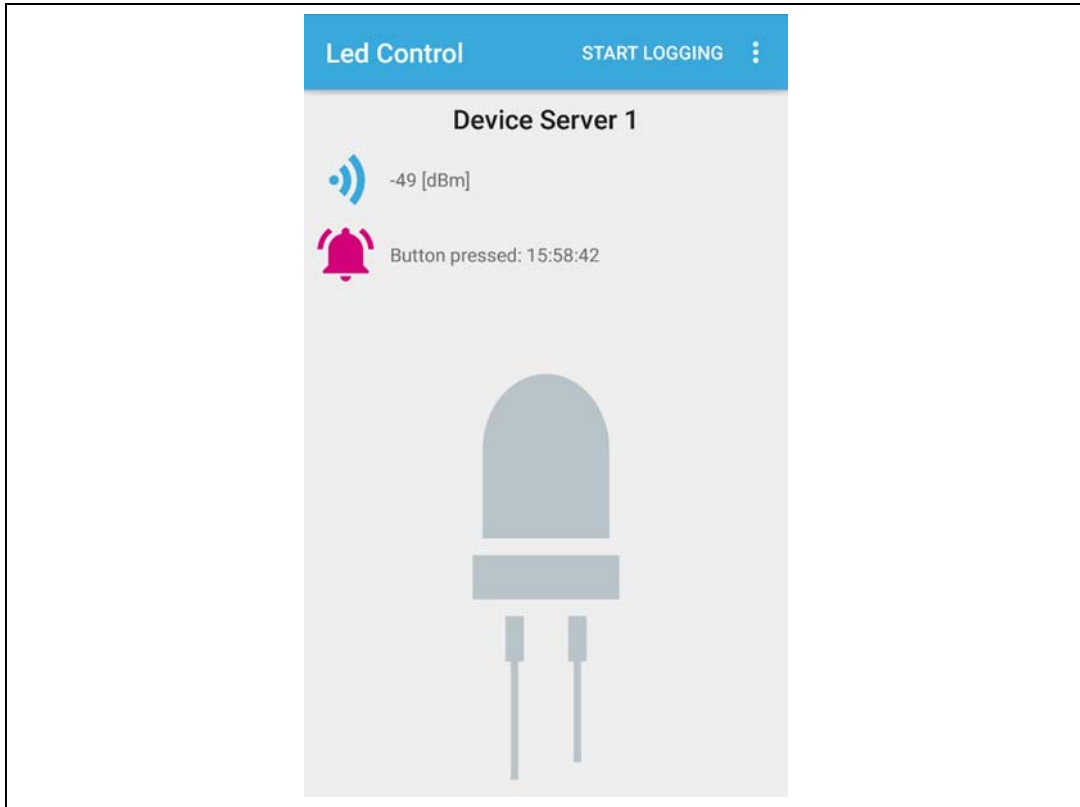 Led Control START LOGGING
Device Server 1
-49 [dBm]
Button pressed: 15:58:42